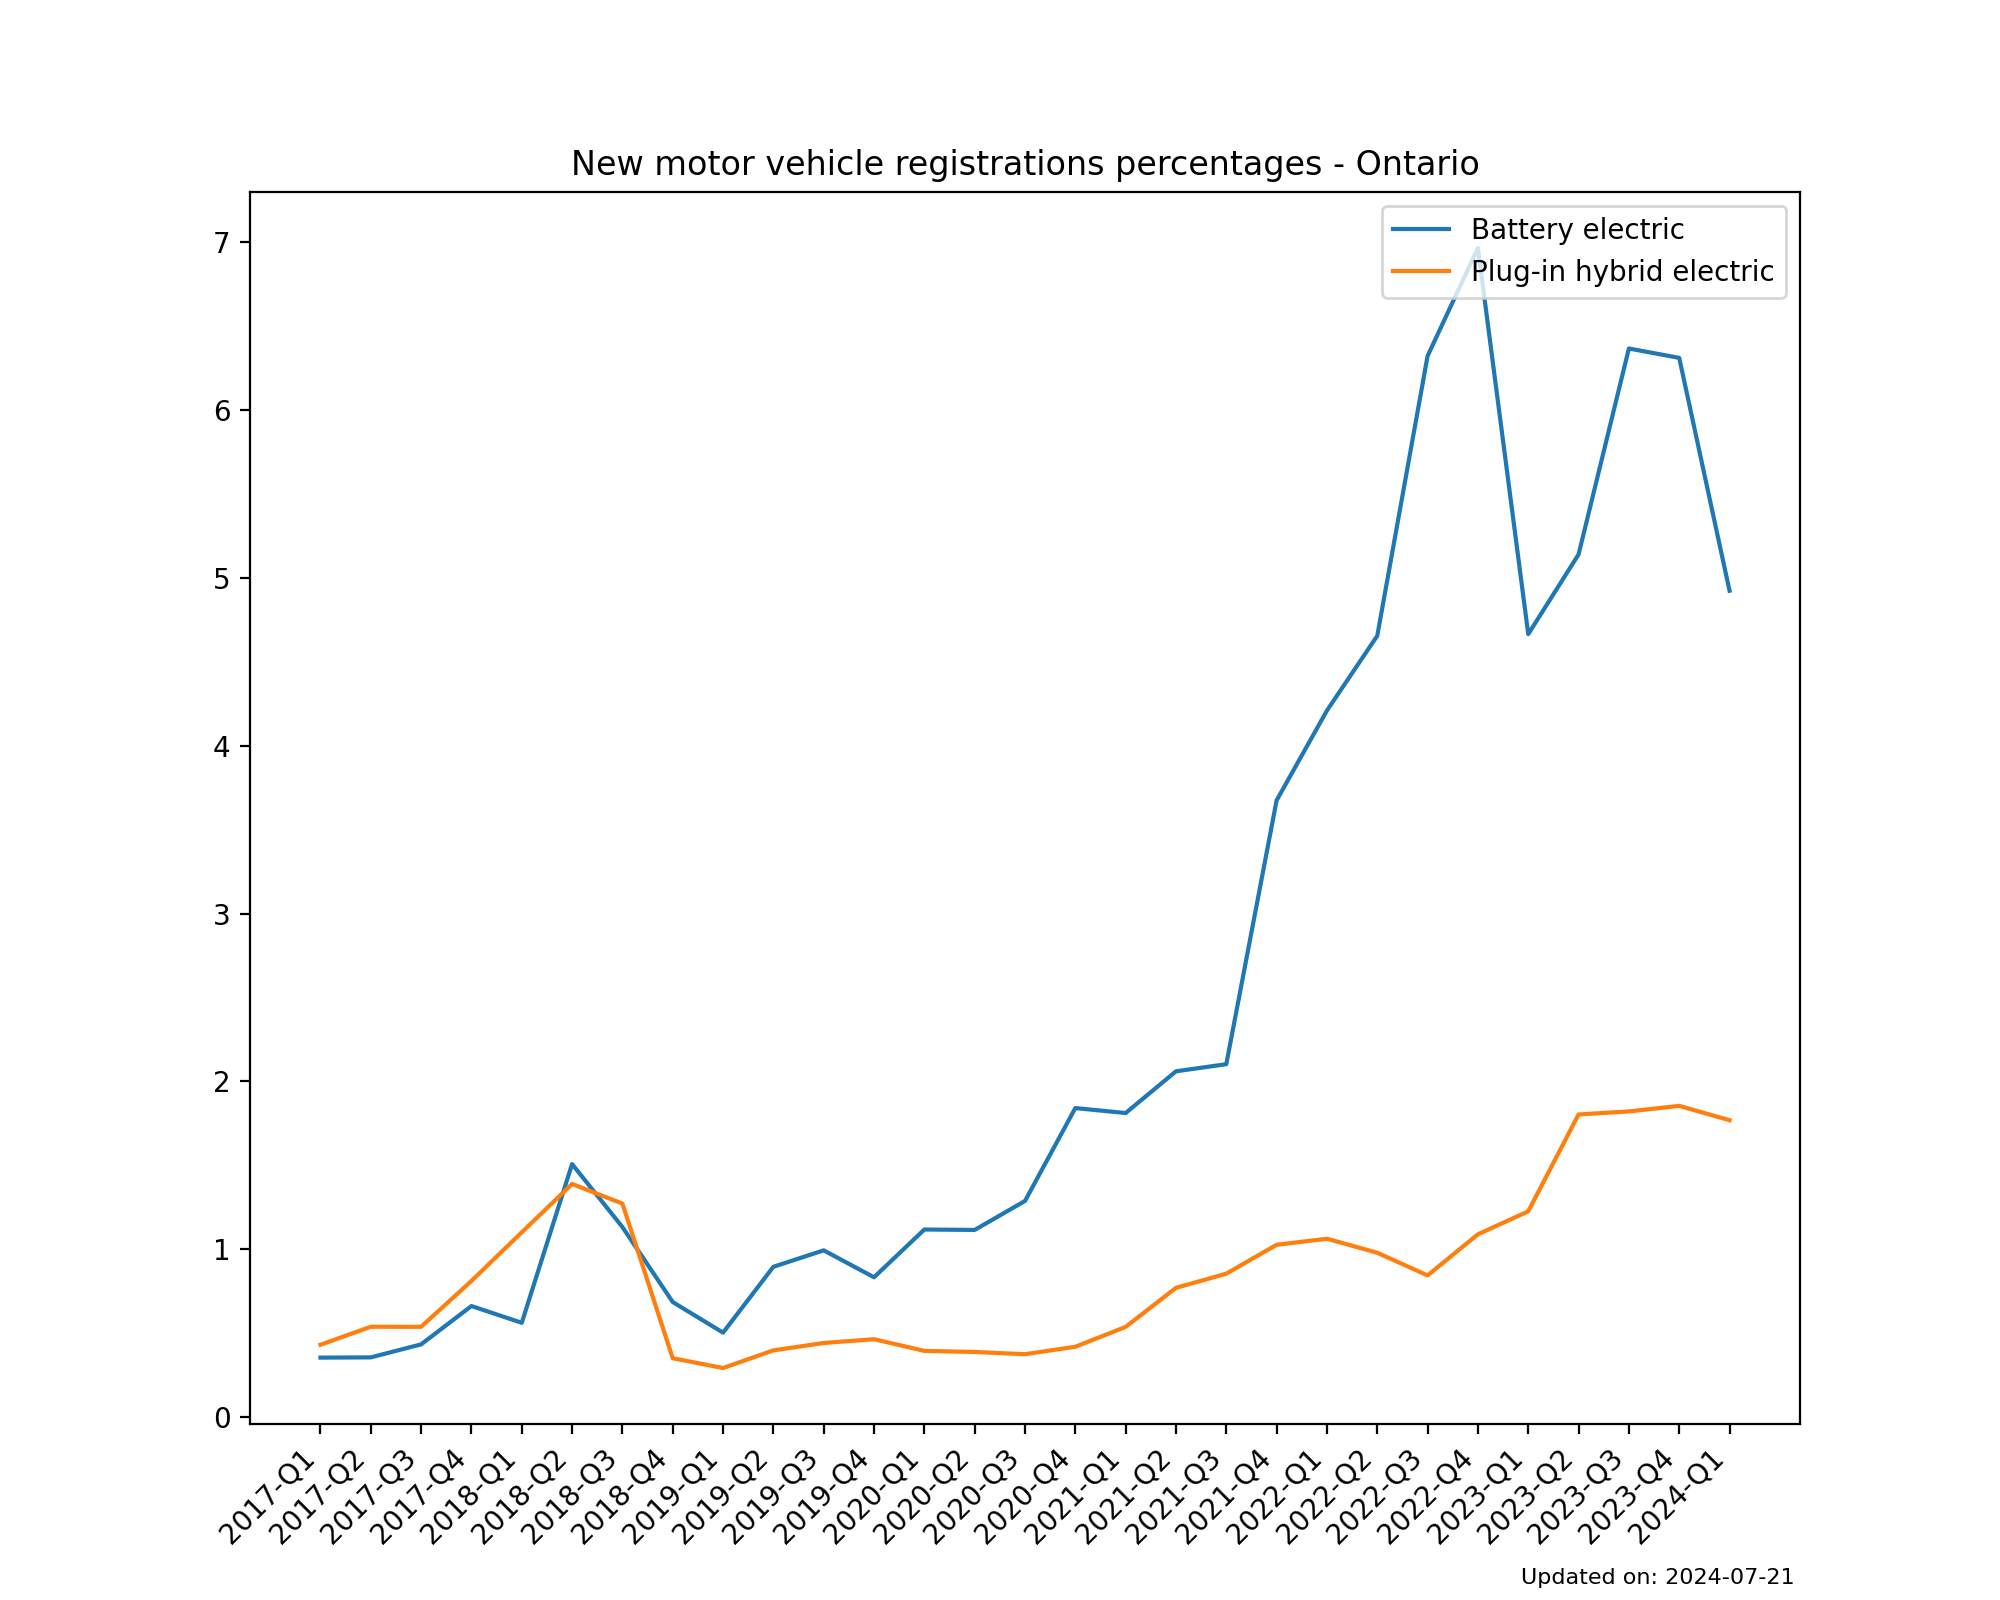 New motor vehicle registrations percentages - Ontario
Battery electric
Plug-in hybrid electric
7
6
5
4
3
2
1
0
2017-Q1
2017-Q2
2017-Q3
2017-Q4
2018-Q1
2018-Q2
2018-Q3
2018-Q4
2019-Q1
2019-Q2
2019-Q3
2019-Q4
2020-Q1
2020-Q2
2020-Q3
2020-Q4
2021-Q1
2021-Q2
2021-Q3
2021-Q4
2022-Q1
2022-Q2
2022-Q3
2022-Q4
2023-Q1
2023-Q2
2023-Q3
2023-Q4
2024-Q1
Updated on: 2024-07-21